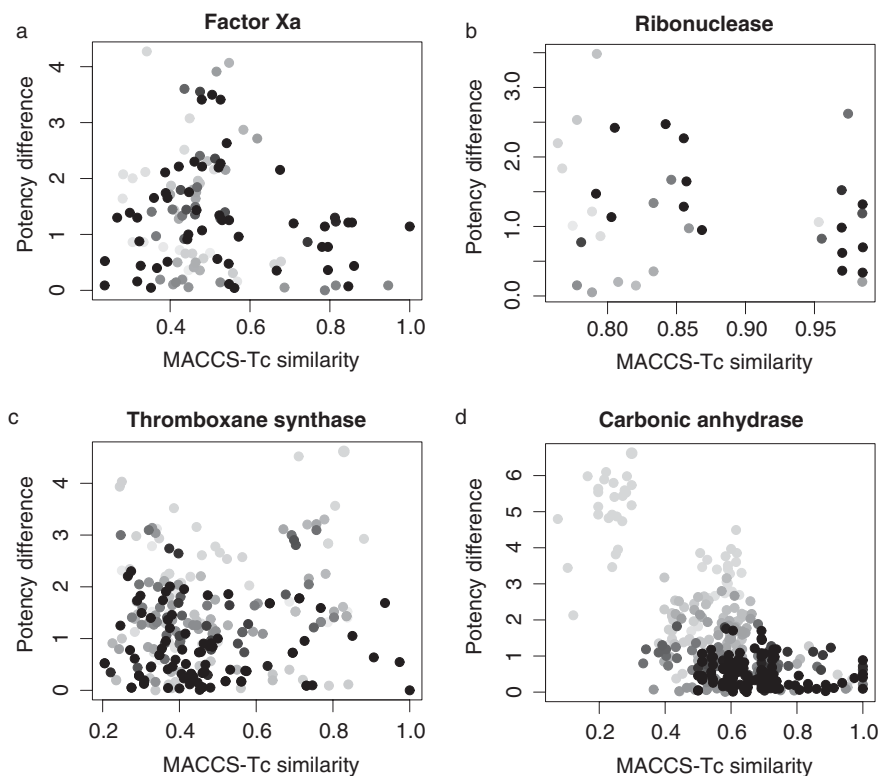 a
Factor Xa
Potency difference
4
3
2
1
0
0.4 0.6 0.8 1.0
MACCS-Tc similarity
b
Ribonuclease
Potency difference
3.0
2.0
1.0
0.0
0.80 0.85 0.90 0.95
MACCS-Tc similarity
c
Thromboxane synthase
Potency difference
4
3
2
1
0
0.2 0.4 0.6 0.8 1.0
MACCS-Tc similarity
d
Carbonic anhydrase
Potency difference
6
5
4
3
2
1
0
0.2 0.4 0.6 0.8 1.0
MACCS-Tc similarity